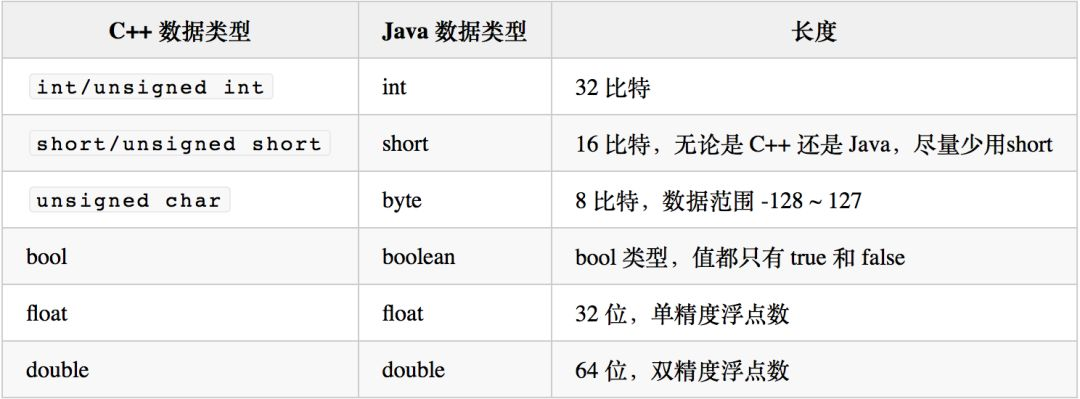 C++ 数据类型 Java 数据类型 长度
int/unsigned int int 32 比特
short/unsigned short short 16 比特，无论是 C++ 还是 Java，尽量少用short
unsigned char byte 8 比特，数据范围 -128 ~ 127
bool boolean bool 类型，值都只有 true 和 false
float float 32 位，单精度浮点数
double double 64 位，双精度浮点数